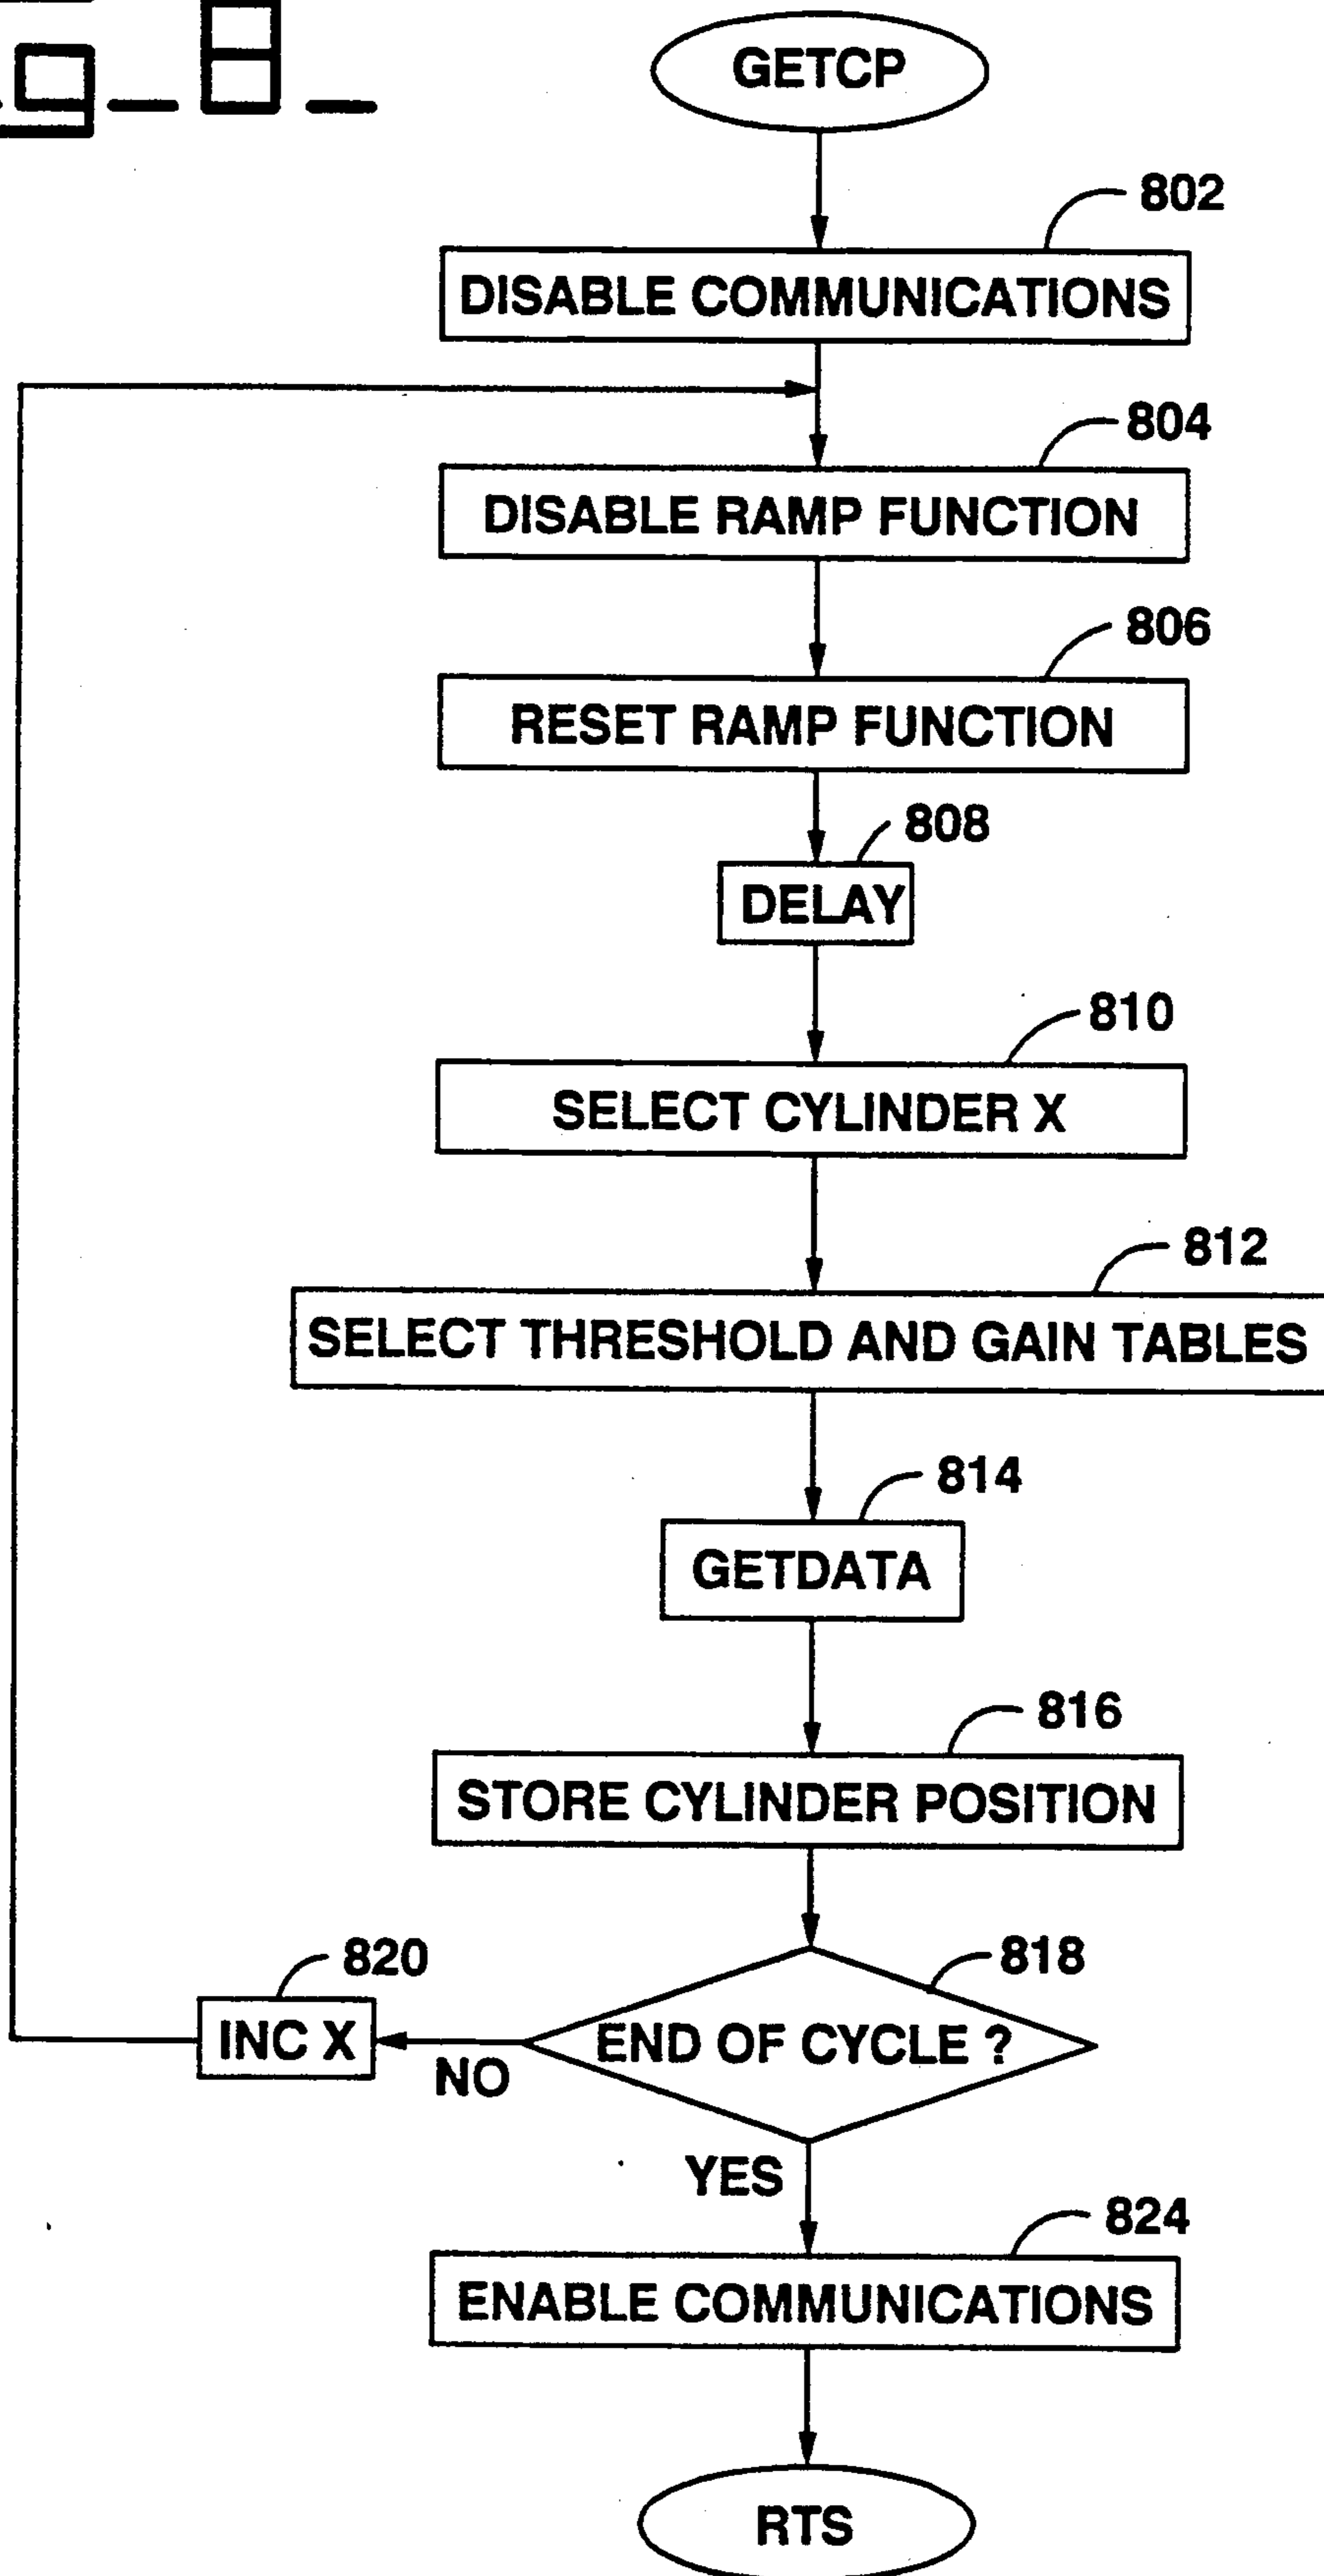 g_8_
GETCP
802
DISABLE COMMUNICATIONS
804
DISABLE RAMP FUNCTION
806
RESET RAMP FUNCTION
808
DELAY
810
SELECT CYLINDER X
812
SELECT THRESHOLD AND GAIN TABLES
814
GETDATA
816
STORE CYLINDER POSITION
818
END OF CYCLE ?
820
INC X
NO
YES
824
ENABLE COMMUNICATIONS
RTS